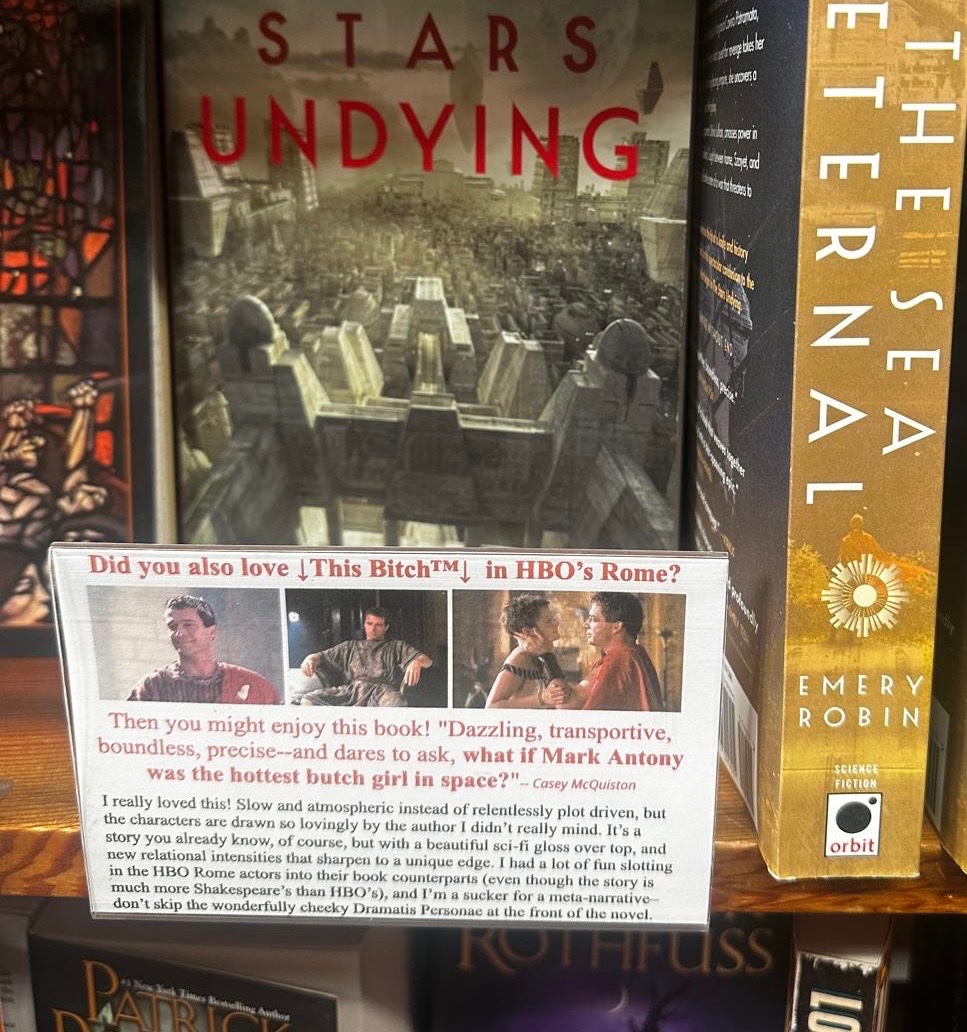 STARS
UNDYING
Did you also love ↓This Bitch™↓ in HBO's Rome?
Then you might enjoy this book! "Dazzling, transportive,
boundless, precise--and dares to ask, what if Mark Antony
was the hottest butch girl in space?"-- Casey McQuiston
I really loved this! Slow and atmospheric instead of relentlessly plot driven, but
the characters are drawn so lovingly by the author I didn't really mind. It's a
story you already know, of course, but with a beautiful sci-fi gloss over top, and
new relational intensities that sharpen to a unique edge. I had a lot of fun slotting
in the HBO Rome actors into their book counterparts (even though the story is
much more Shakespeare's than HBO's), and I'm a sucker for a meta-narrative–
don't skip the wonderfully cheeky Dramatis Personae at the front of the novel.
THE SEA
ETERNAL
EMERY
ROBIN
SCIENCE
FICTION
orbit
#1 New York Times Bestselling Author
PATRICK
ROTHFUSS